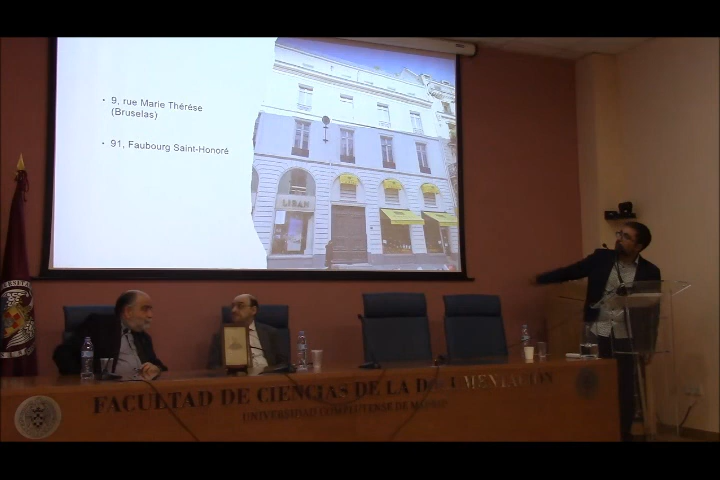 • 9, rue Marie Thérése
(Bruselas)
• 91, Faubourg Saint-Honoré
LIBAN
FACULTAD DE CIENCIAS DE LA DOCUMENTACIÓN
UNIVERSIDAD COMPLUTENSE DE MADRID